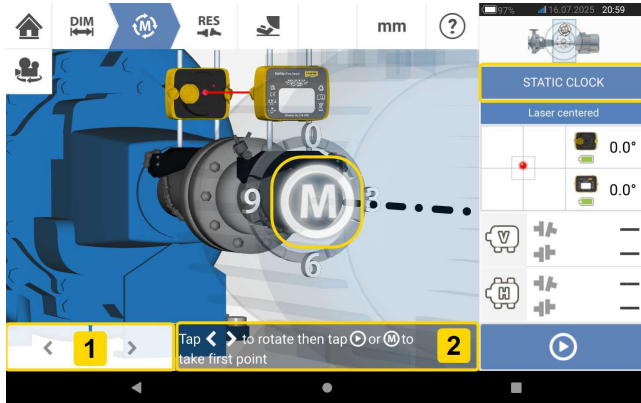 DIM
M
RES
mm
?
97%
16.07.2025 20:59
STATIC CLOCK
Laser centered
0.0°
0.0°
0
9
M
3
6
V
H
1
Tap < > to rotate then tap or M to
take first point
2